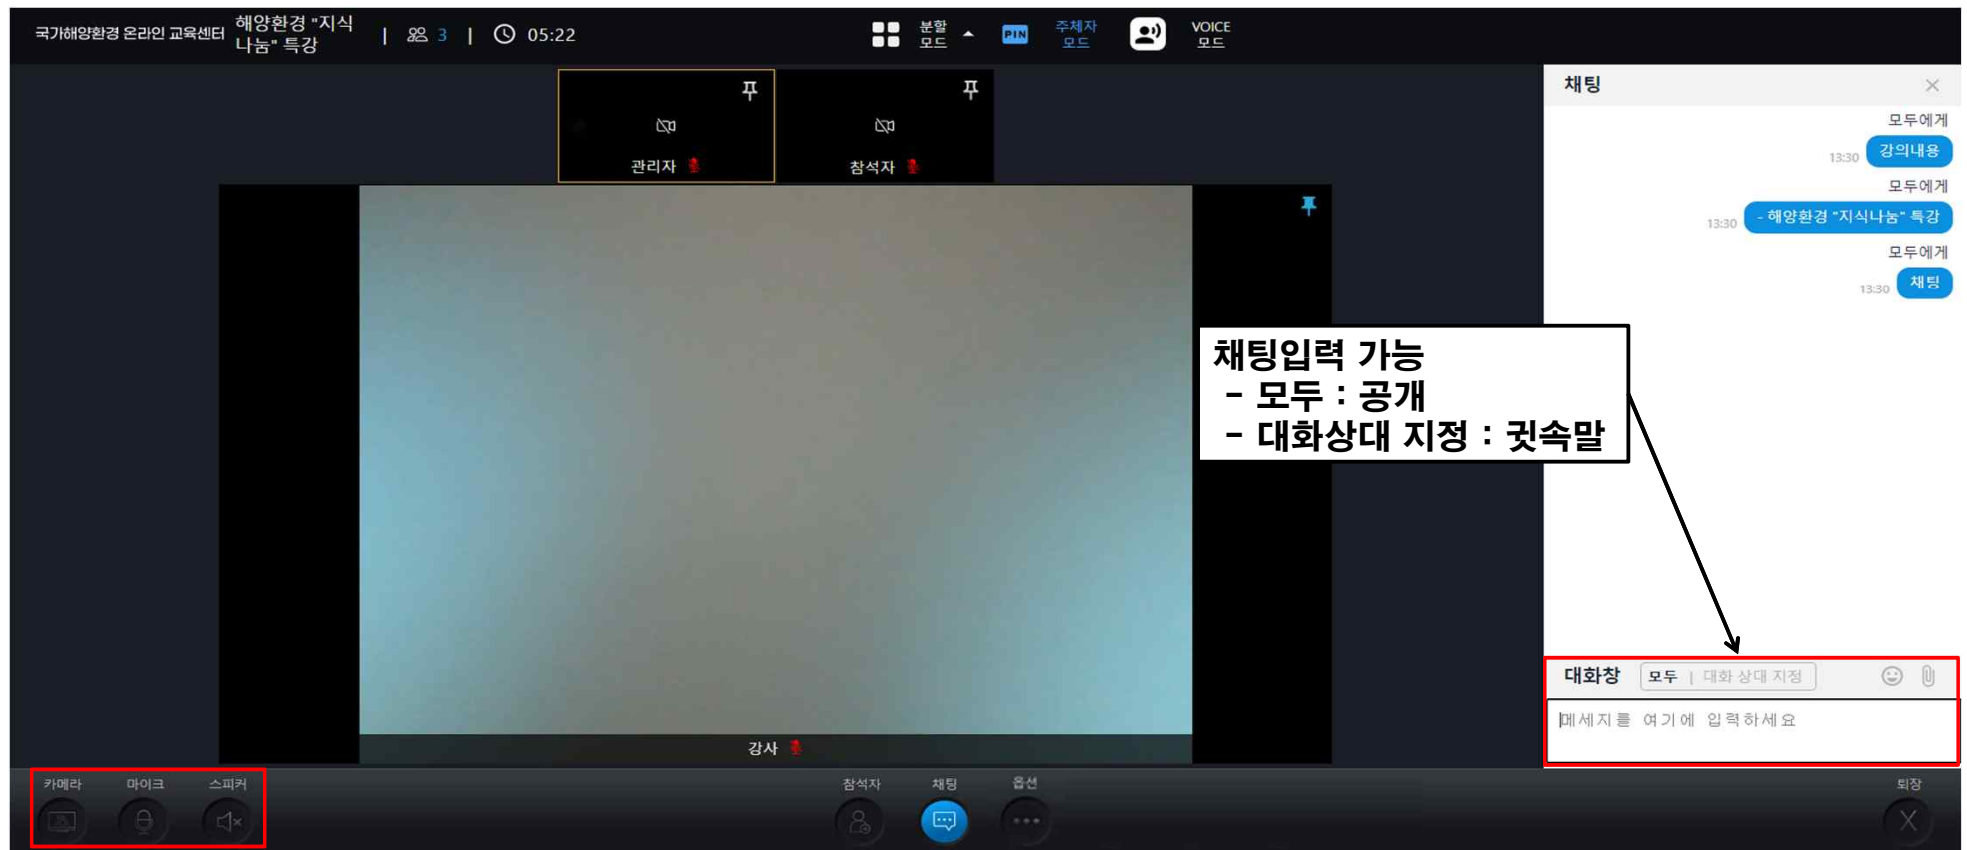 국가해양환경 온라인 교육센터
해양환경 "지식
나눔" 특강
|
3
|
05:22
분할
모드
PIN
주체자
모드
VOICE
모드
관리자
참석자
강사
채팅
모두에게
13:30 강의내용
모두에게
13:30 - 해양환경 "지식나눔" 특강
모두에게
13:30 채팅
채팅입력 가능
- 모두 : 공개
- 대화상대 지정 : 귓속말
대화창 모두 | 대화 상대 지정
메세지를 여기에 입력하세요
카메라 마이크 스피커
참석자 채팅 옵션
퇴장
X